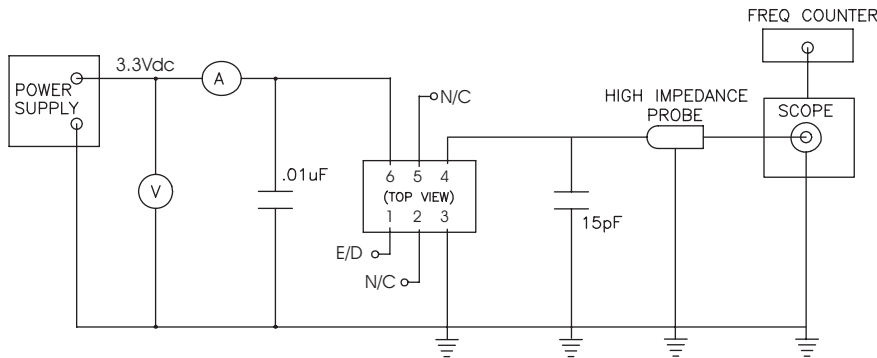 FREQ COUNTER
3.3Vdc
A
POWER
SUPPLY
N/C
HIGH IMPEDANCE
PROBE
SCOPE
V
.01uF
6 5 4
(TOP VIEW)
1 2 3
15pF
E/D
N/C